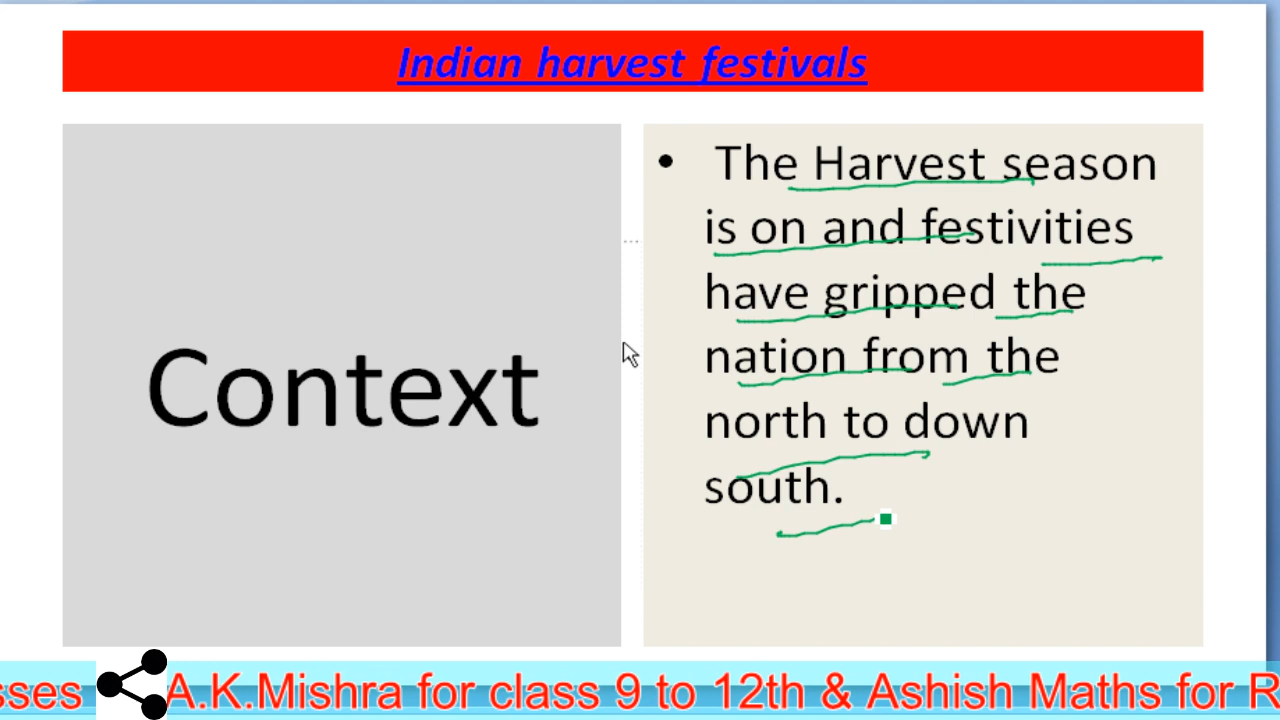 Indian harvest festivals
Context
• The Harvest season
is on and festivities
have gripped the
nation from the
north to down
south.
sses A.K.Mishra for class 9 to 12th & Ashish Maths for R